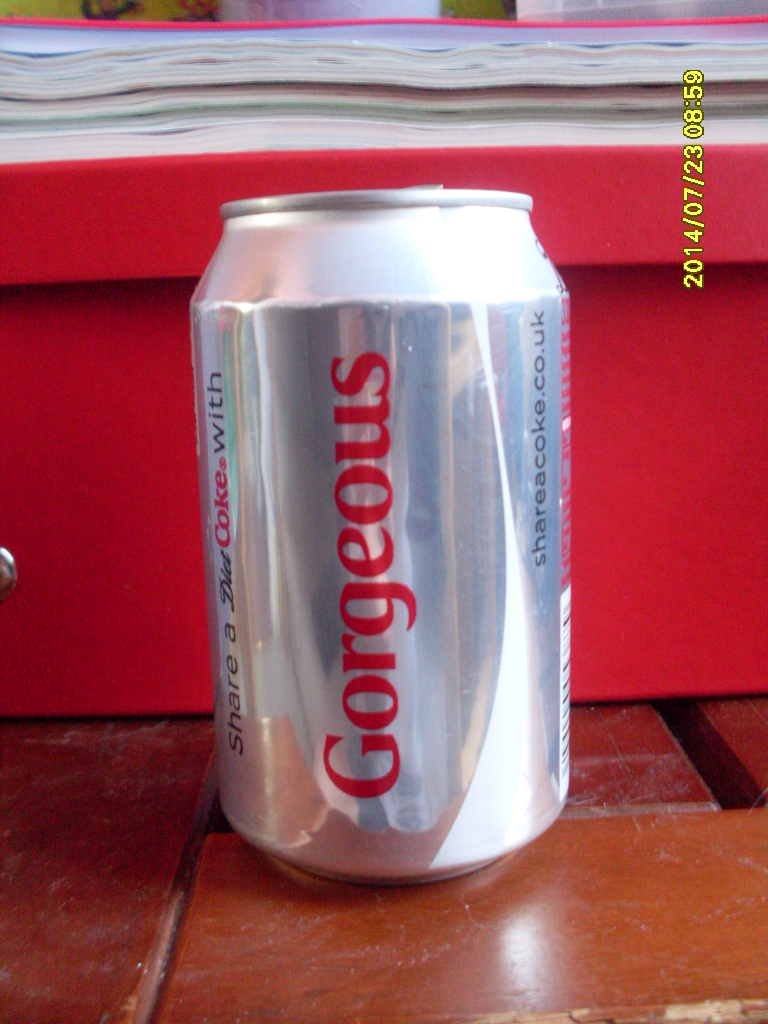 Share a Diet Coke with
Gorgeous
shareacoke.co.uk
2014/07/23 08:59